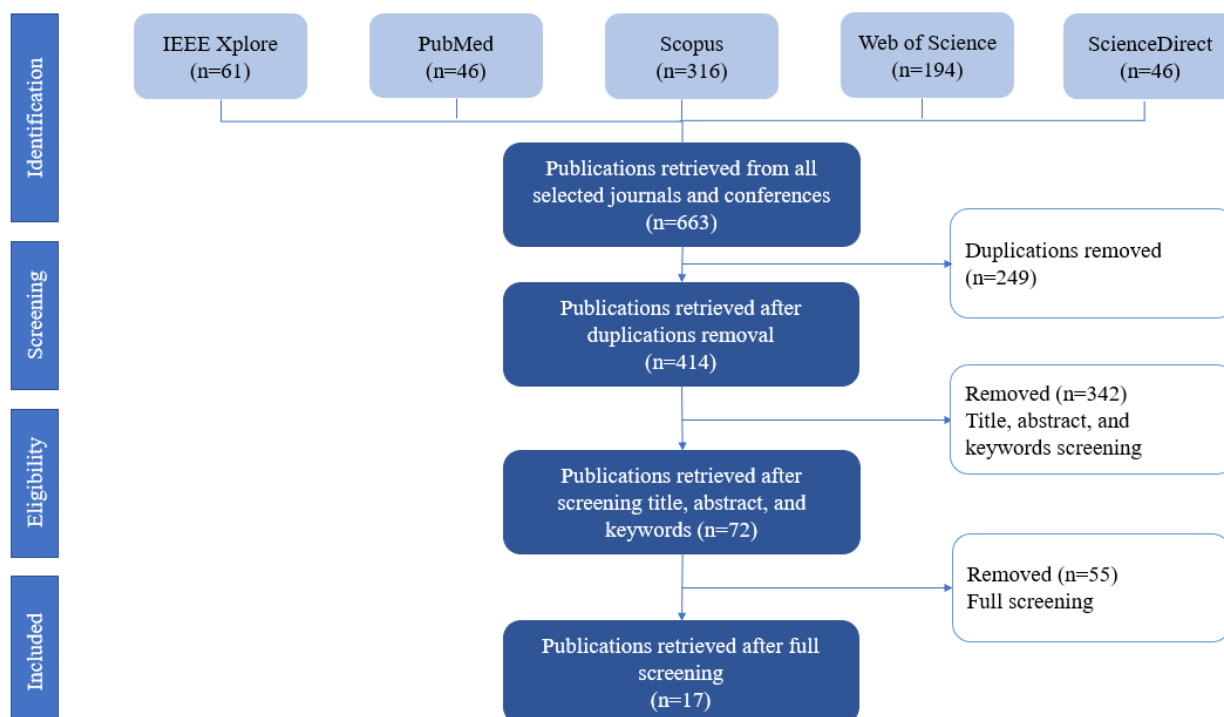 Identification
IEEE Xplore
(n=61)
PubMed
(n=46)
Scopus
(n=316)
Web of Science
(n=194)
ScienceDirect
(n=46)
Publications retrieved from all
selected journals and conferences
(n=663)
Screening
Duplications removed
(n=249)
Publications retrieved after
duplications removal
(n=414)
Removed (n=342)
Title, abstract, and
keywords screening
Eligibility
Publications retrieved after
screening title, abstract, and
keywords (n=72)
Removed (n=55)
Full screening
Included
Publications retrieved after full
screening
(n=17)